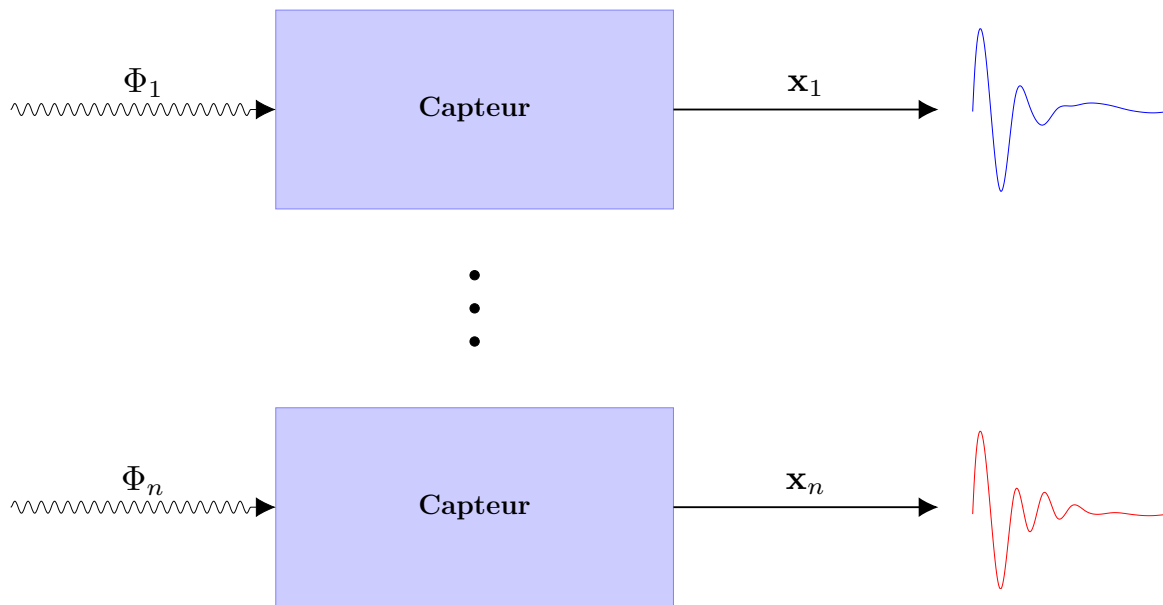 Φ₁
Capteur
𝐱₁
Φₙ
Capteur
𝐱ₙ